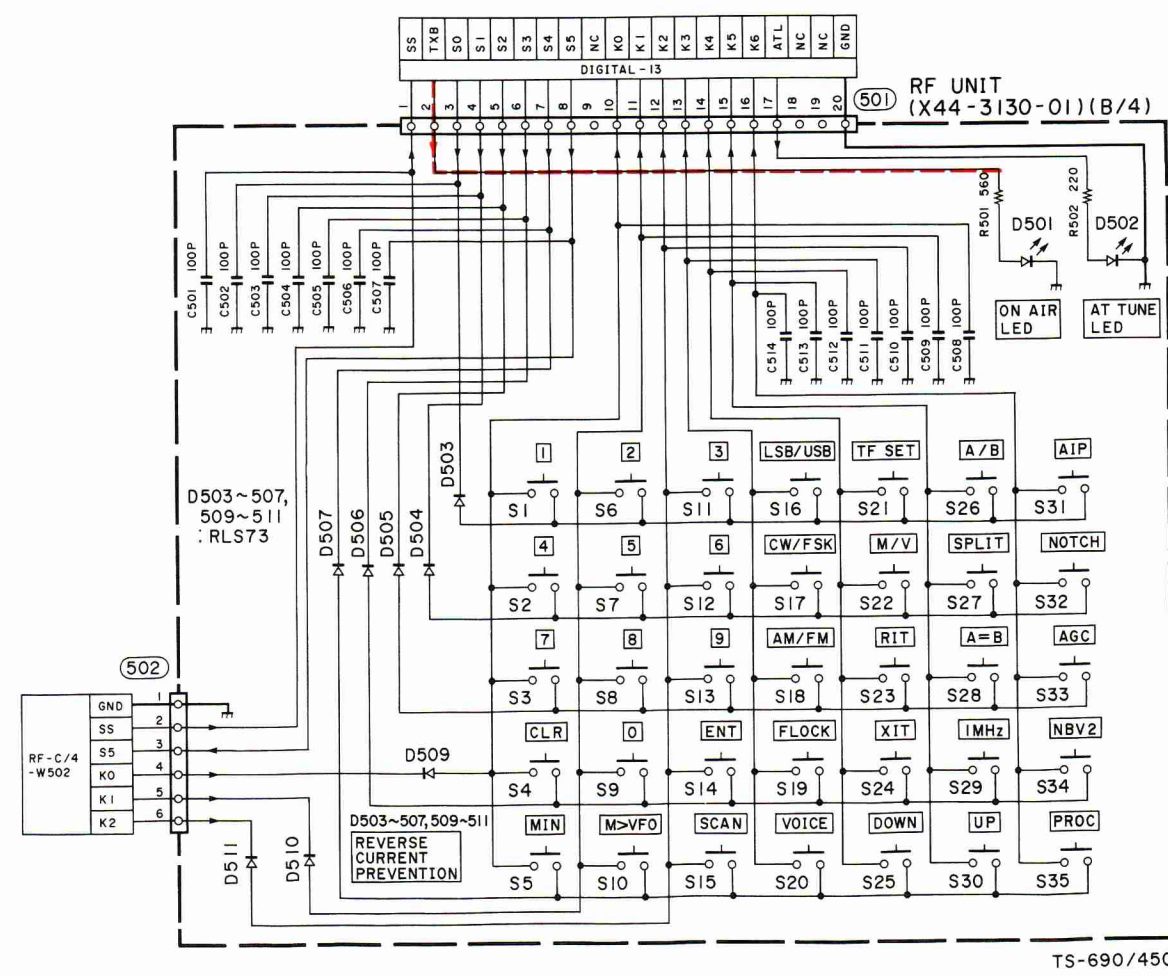 SS TXB S0 S1 S2 S3 S4 S5 NC K0 K1 K2 K3 K4 K5 K6 ATL NC NC GND
DIGITAL-13
1 2 3 4 5 6 7 8 9 10 11 12 13 14 15 16 17 18 19 20
501
RF UNIT
(X44-3130-01)(B/4)
C501 100P
C502 100P
C503 100P
C504 100P
C505 100P
C506 100P
C507 100P
C514 100P
C513 100P
C512 100P
C511 100P
C510 100P
C509 100P
C508 100P
R501 560
D501
R502 220
D502
ON AIR
LED
AT TUNE
LED
D503~507,
509~511
: RLS73
D507
D506
D505
D504
D503
1 2 3 LSB/USB TF SET A/B AIP
S1 S6 S11 S16 S21 S26 S31
4 5 6 CW/FSK M/V SPLIT NOTCH
S2 S7 S12 S17 S22 S27 S32
7 8 9 AM/FM RIT A=B AGC
S3 S8 S13 S18 S23 S28 S33
CLR 0 ENT FLOCK XIT 1MHz NBV2
S4 S9 S14 S19 S24 S29 S34
MIN M>VFO SCAN VOICE DOWN UP PROC
S5 S10 S15 S20 S25 S30 S35
502
RF-C/4
-W502
GND 1
SS 2
S5 3
K0 4
K1 5
K2 6
D509
D511
D510
D503~507,509~511
REVERSE
CURRENT
PREVENTION
TS-690/450